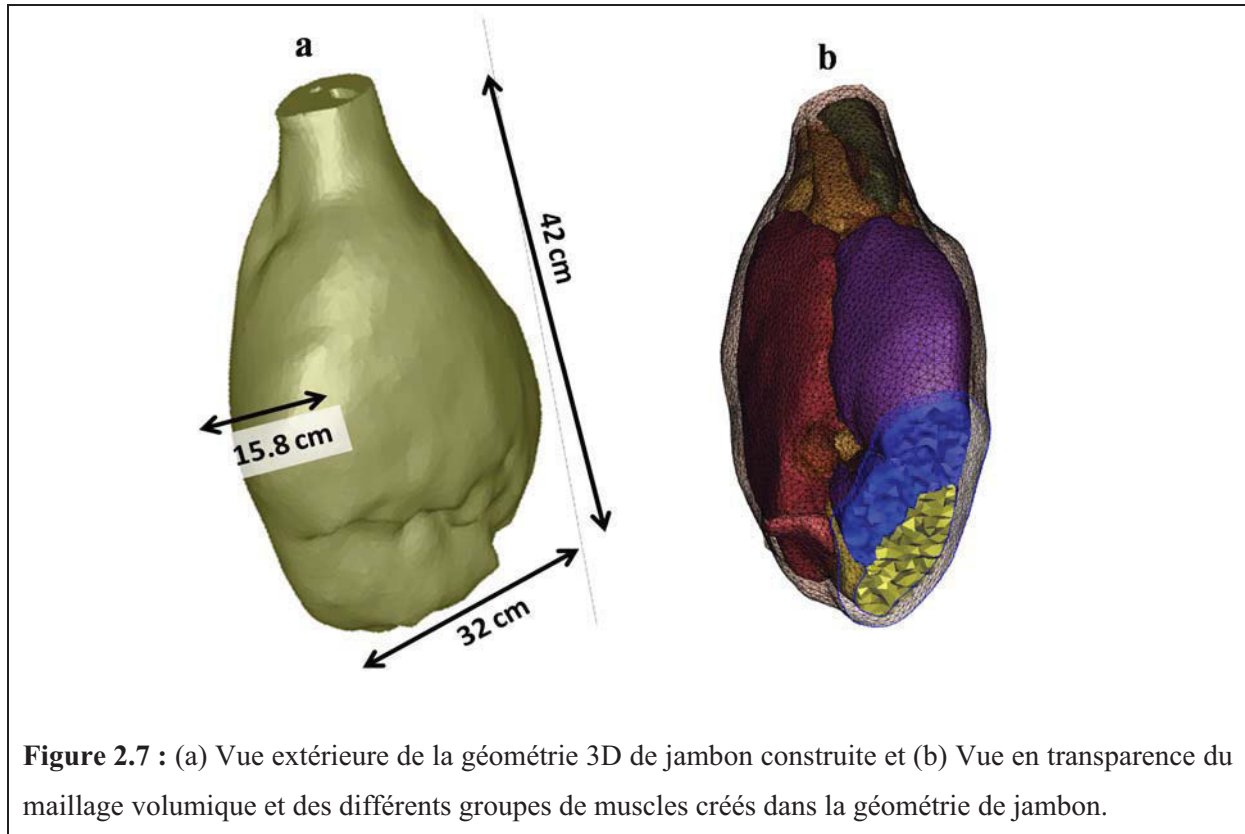 a
b
42 cm
15.8 cm
32 cm
Figure 2.7 : (a) Vue extérieure de la géométrie 3D de jambon construite et (b) Vue en transparence du
maillage volumique et des différents groupes de muscles créés dans la géométrie de jambon.